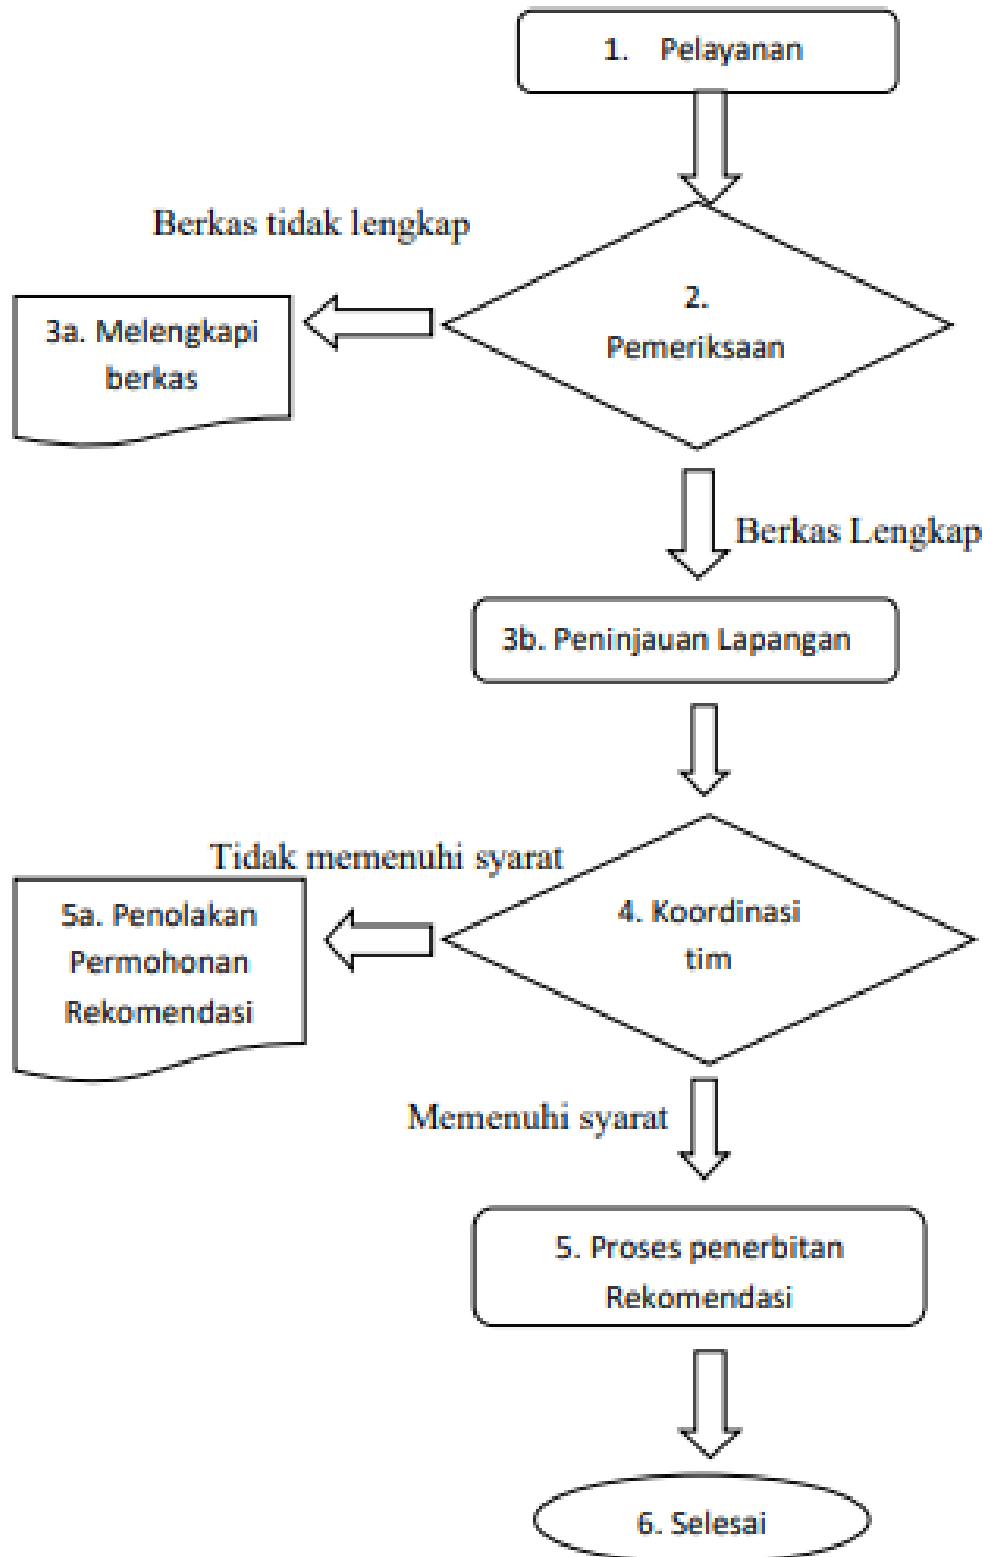 1. Pelayanan
Berkas tidak lengkap
2.
Pemeriksaan
3a. Melengkapi
berkas
Berkas Lengkap
3b. Peninjauan Lapangan
Tidak memenuhi syarat
4. Koordinasi
tim
5a. Penolakan
Permohonan
Rekomendasi
Memenuhi syarat
5. Proses penerbitan
Rekomendasi
6. Selesai